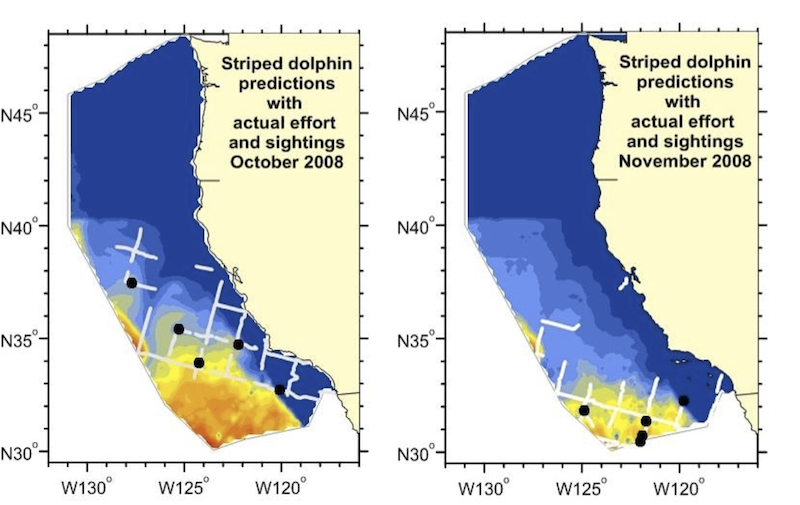 Striped dolphin
predictions
with
actual effort
and sightings
October 2008
N45°
N40°
N35°
N30°
W130° W125° W120°
Striped dolphin
predictions
with
actual effort
and sightings
November 2008
N45°
N40°
N35°
N30°
W130° W125° W120°